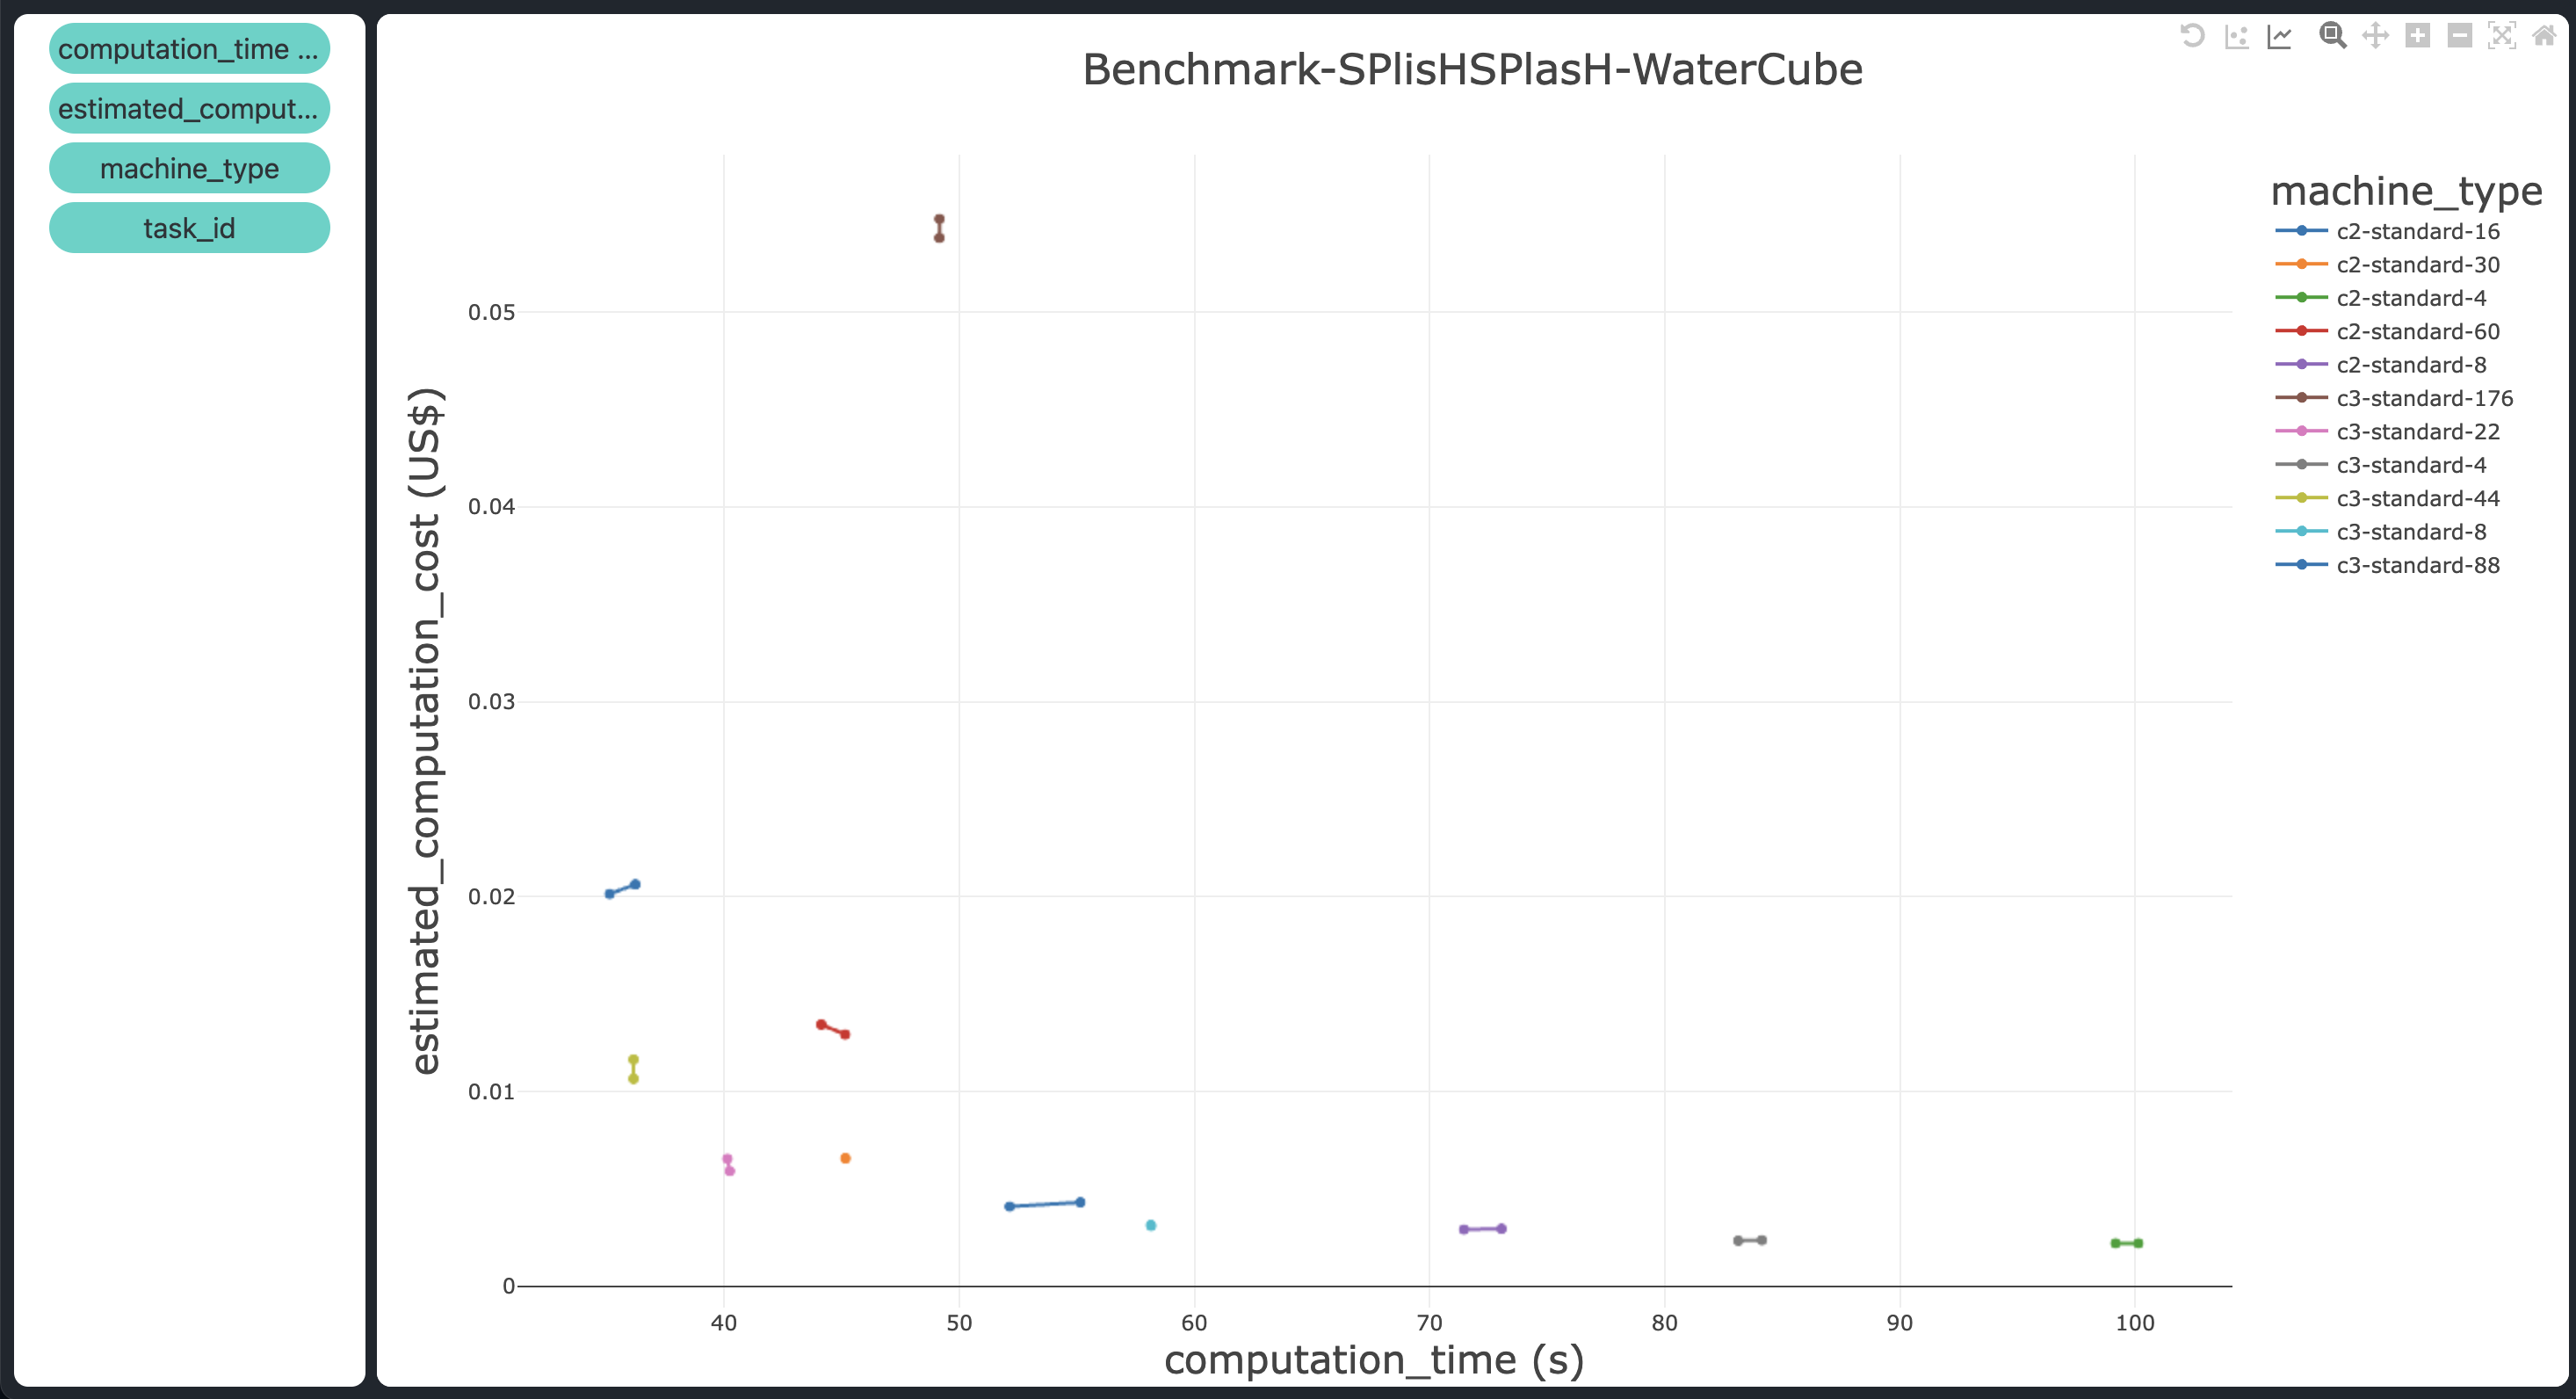 computation_time ...
estimated_comput...
machine_type
task_id
Benchmark-SPlisHSPlasH-WaterCube
estimated_computation_cost (US$)
0.05
0.04
0.03
0.02
0.01
0
40 50 60 70 80 90 100
computation_time (s)
machine_type
c2-standard-16
c2-standard-30
c2-standard-4
c2-standard-60
c2-standard-8
c3-standard-176
c3-standard-22
c3-standard-4
c3-standard-44
c3-standard-8
c3-standard-88